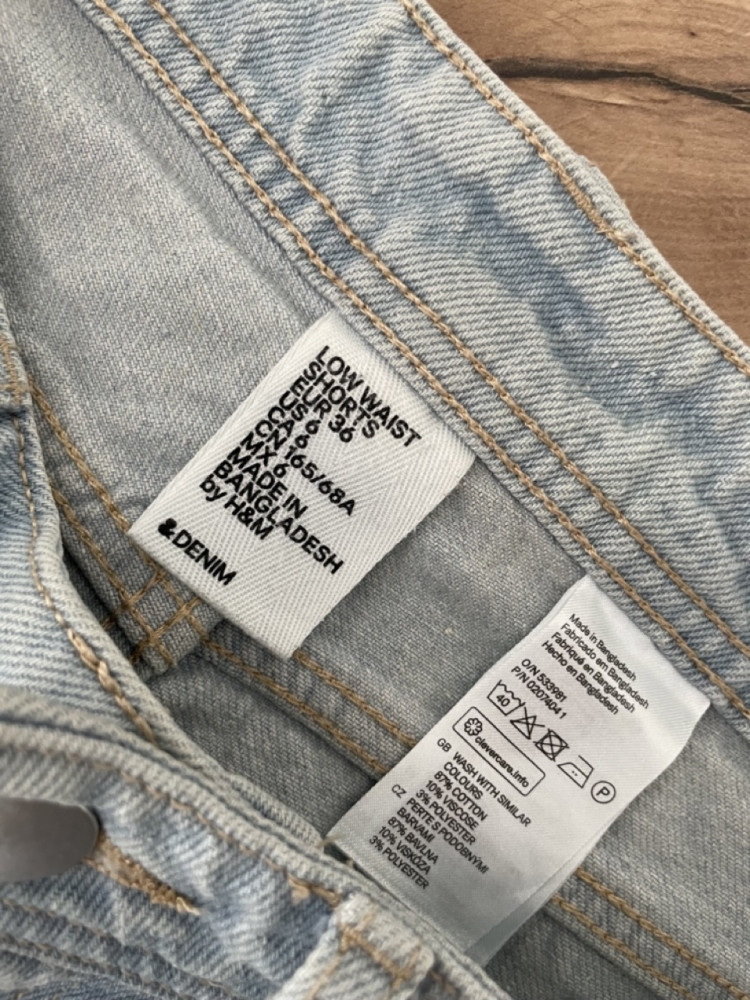 LOW WAIST
SHORTS
EUR 36
US 6
CA 6
CN 165/68A
MX 6
MADE IN
BANGLADESH
by H&M
&DENIM
Made in Bangladesh
Fabricado em Bangladesh
Fabriqué en Bangladesh
Hecho en Bangladesh
O/N 533981
P/N 0207404 1
40
P
clevercare.info
GB WASH WITH SIMILAR
COLOURS
87% COTTON
10% VISCOSE
3% POLYESTER
CZ PERTE S PODOBNÝMI
BARVAMI
87% BAVLNA
10% VISKÓZA
3% POLYESTER